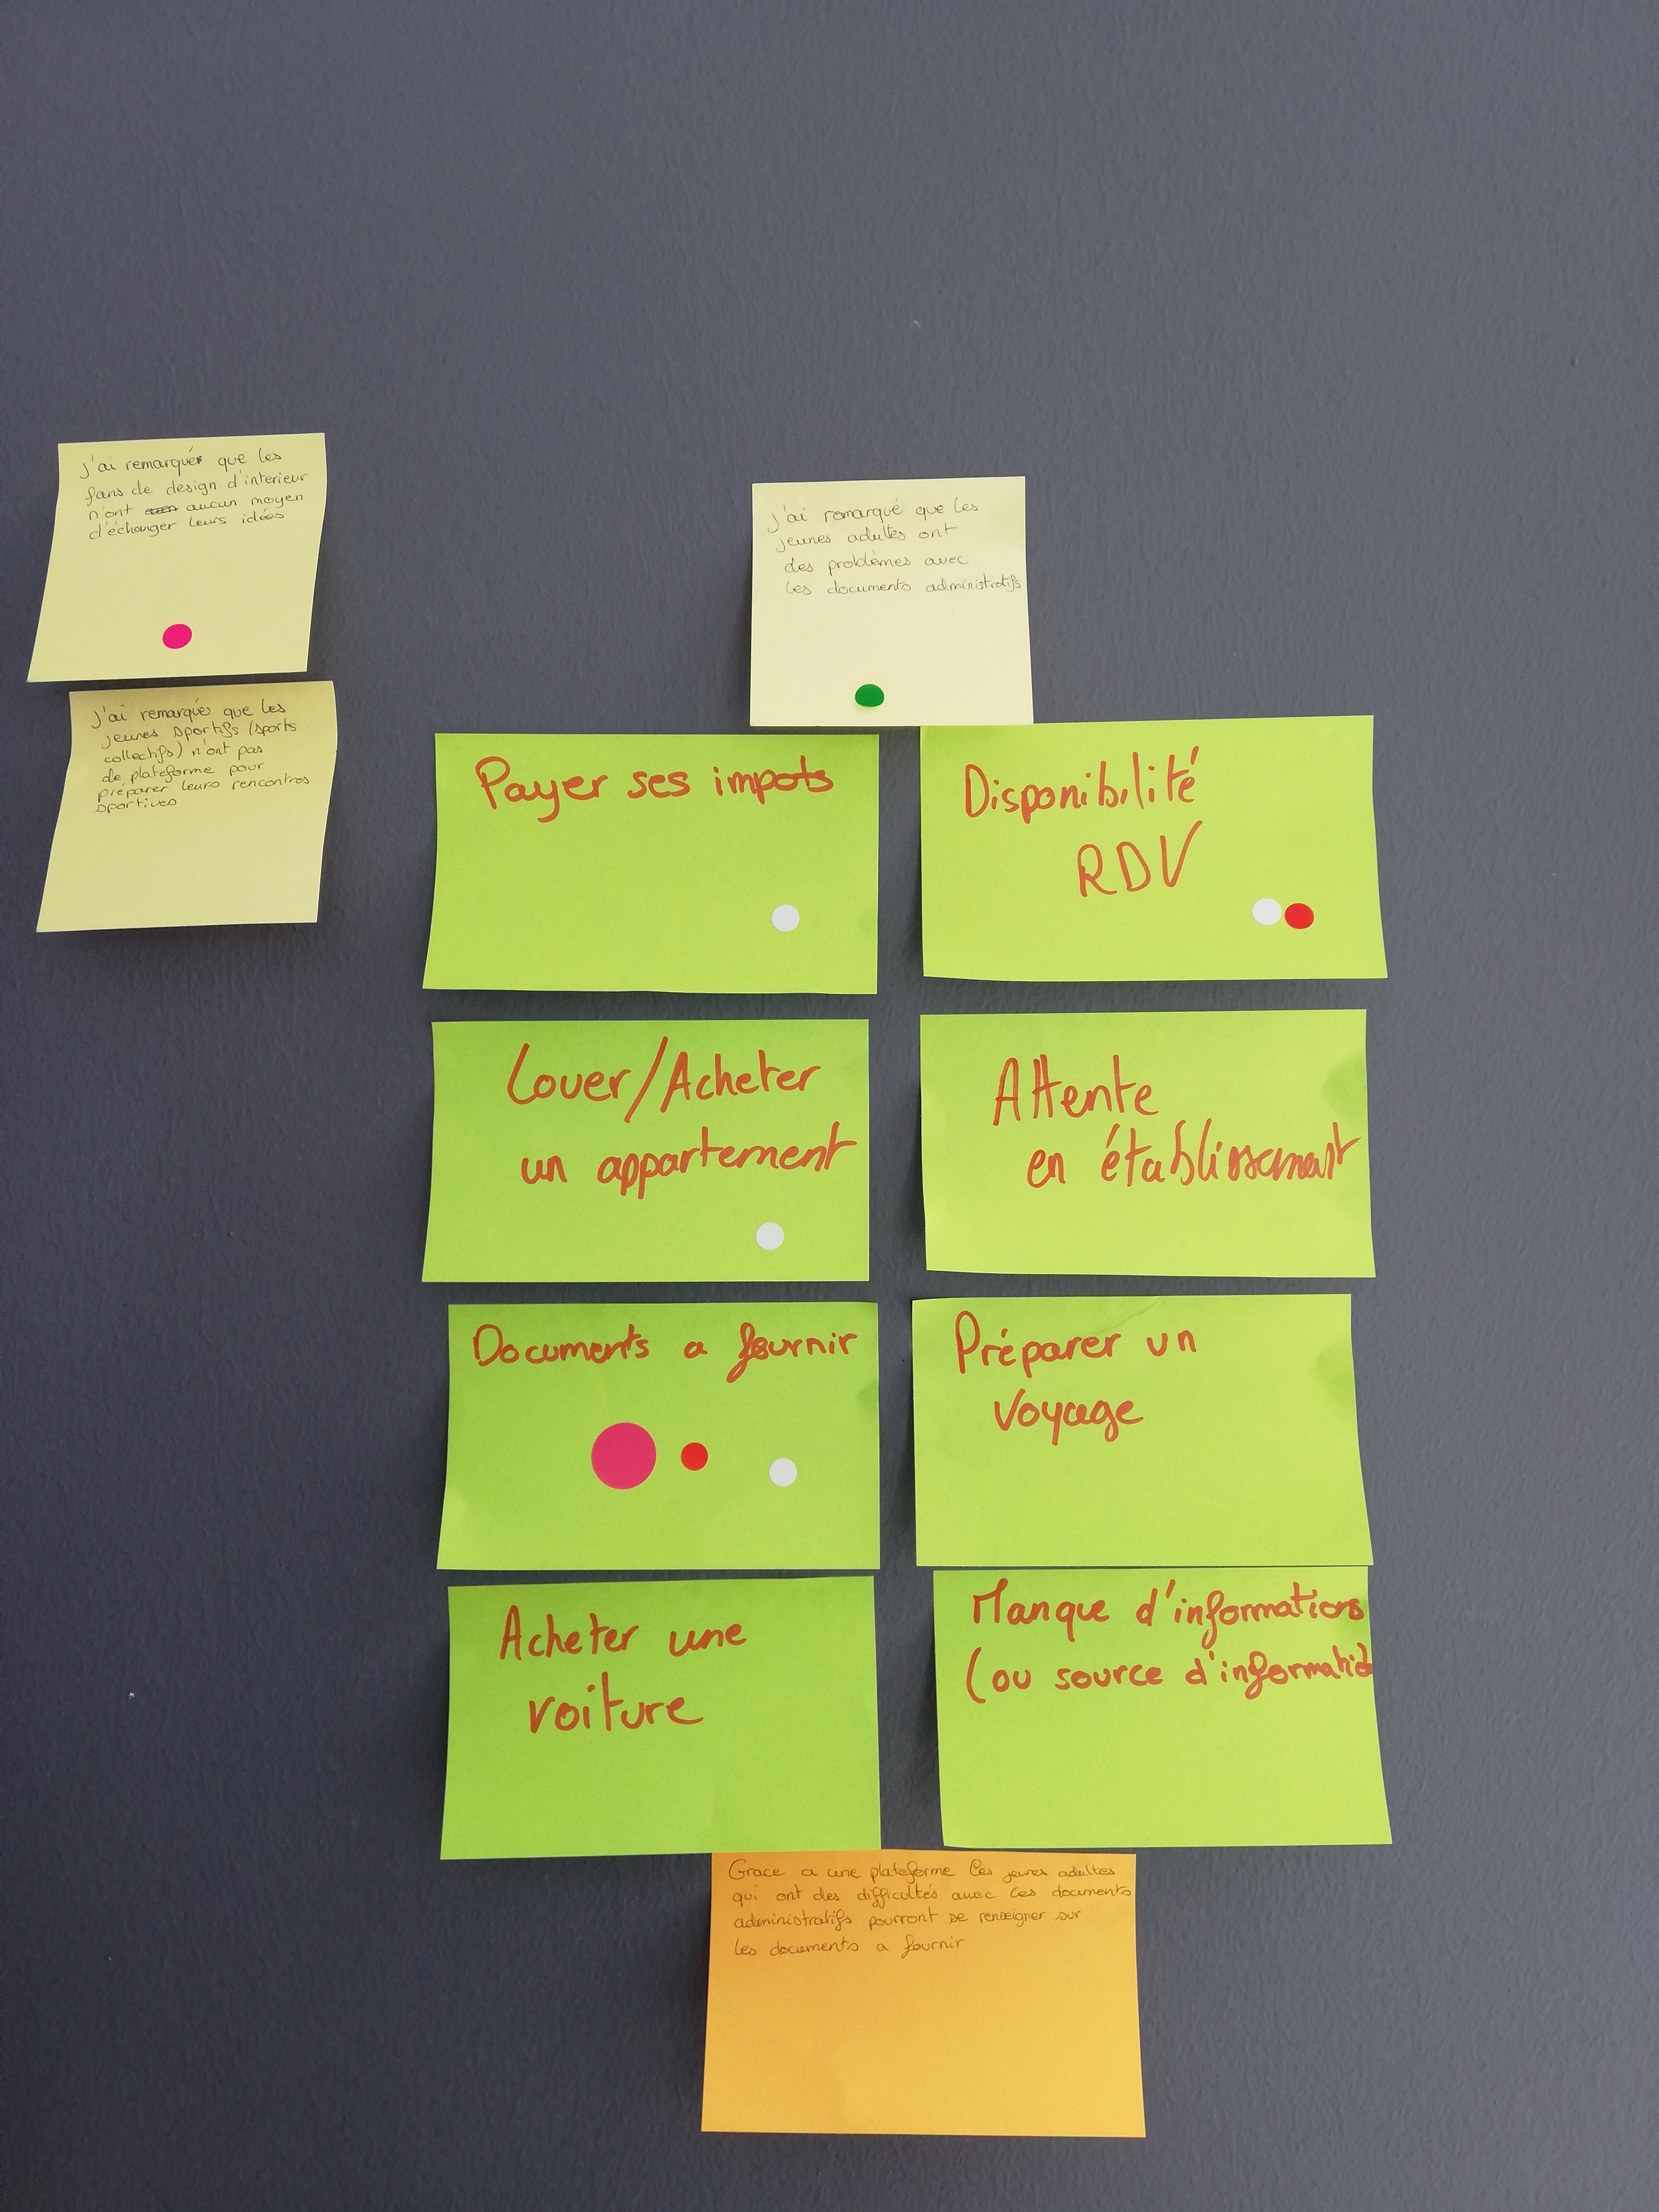 j'ai remarqué que les
fans de design d'interieur
n'ont aucun moyen
d'échanger leurs idées
j'ai remarqué que les
jeunes sportifs (sports
collectifs) n'ont pas
de plateforme pour
préparer leurs rencontres
sportives
j'ai remarqué que les
jeunes adultes ont
des problèmes avec
les documents administratifs
Payer ses impots
Disponibilité
RDV
Louer/Acheter
un appartement
Attente
en établissement
Documents a fournir
Préparer un
voyage
Acheter une
voiture
Manque d'informations
(ou source d'informatio
Grace a une plateforme les jeunes adultes
qui ont des difficultés avec les documents
administratifs pourront se renseigner sur
les documents a fournir